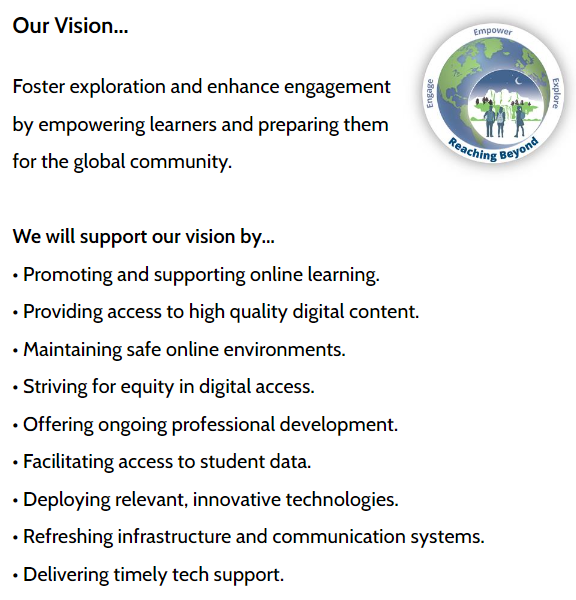 Our Vision...
Empower
Engage
Explore
Reaching Beyond
Foster exploration and enhance engagement
by empowering learners and preparing them
for the global community.
We will support our vision by...
• Promoting and supporting online learning.
• Providing access to high quality digital content.
• Maintaining safe online environments.
• Striving for equity in digital access.
• Offering ongoing professional development.
• Facilitating access to student data.
• Deploying relevant, innovative technologies.
• Refreshing infrastructure and communication systems.
• Delivering timely tech support.